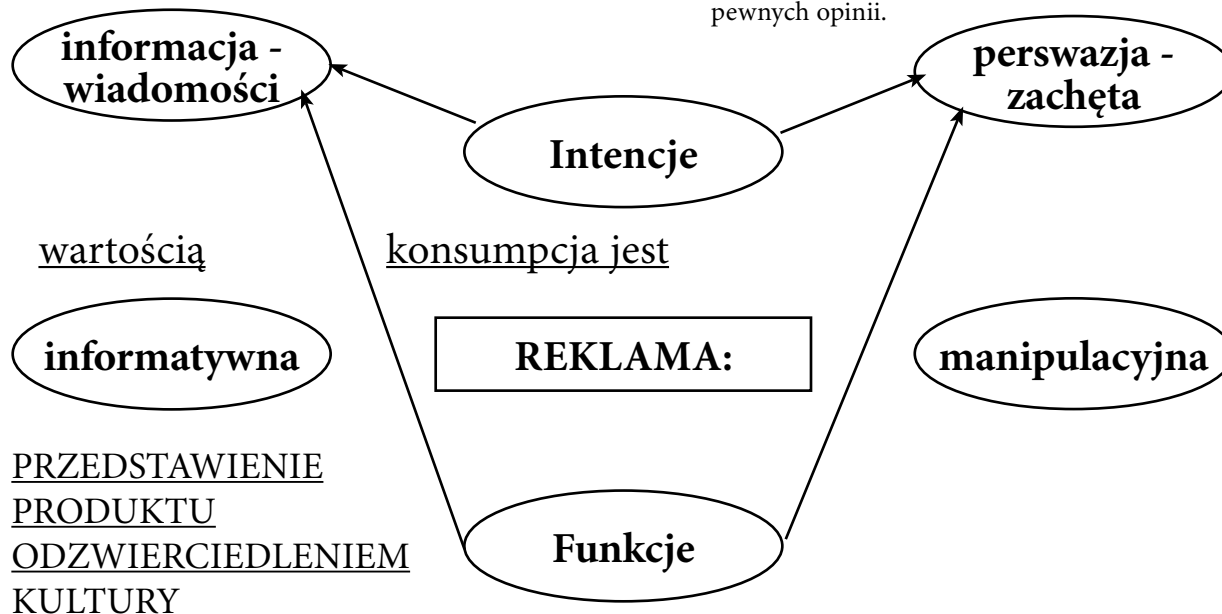 pewnych opinii.
informacja -
wiadomości
perswazja -
zachęta
Intencje
wartością
konsumpcja jest
informatywna
REKLAMA:
manipulacyjna
PRZEDSTAWIENIE
PRODUKTU
ODZWIERCIEDLENIEM
KULTURY
Funkcje